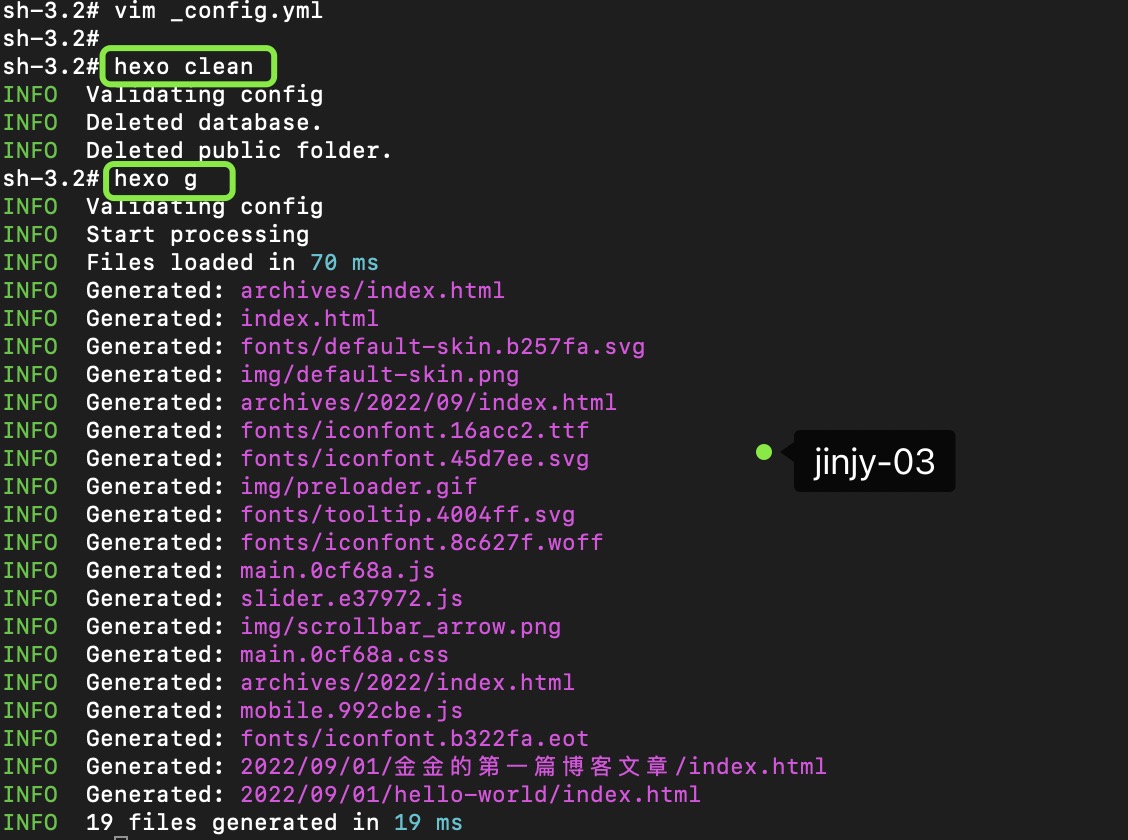 sh-3.2# vim _config.yml
sh-3.2#
sh-3.2# hexo clean
INFO  Validating config
INFO  Deleted database.
INFO  Deleted public folder.
sh-3.2# hexo g
INFO  Validating config
INFO  Start processing
INFO  Files loaded in 70 ms
INFO  Generated: archives/index.html
INFO  Generated: index.html
INFO  Generated: fonts/default-skin.b257fa.svg
INFO  Generated: img/default-skin.png
INFO  Generated: archives/2022/09/index.html
INFO  Generated: fonts/iconfont.16acc2.ttf
INFO  Generated: fonts/iconfont.45d7ee.svg
jinjy-03
INFO  Generated: img/preloader.gif
INFO  Generated: fonts/tooltip.4004ff.svg
INFO  Generated: fonts/iconfont.8c627f.woff
INFO  Generated: main.0cf68a.js
INFO  Generated: slider.e37972.js
INFO  Generated: img/scrollbar_arrow.png
INFO  Generated: main.0cf68a.css
INFO  Generated: archives/2022/index.html
INFO  Generated: mobile.992cbe.js
INFO  Generated: fonts/iconfont.b322fa.eot
INFO  Generated: 2022/09/01/金金的第一篇博客文章/index.html
INFO  Generated: 2022/09/01/hello-world/index.html
INFO  19 files generated in 19 ms